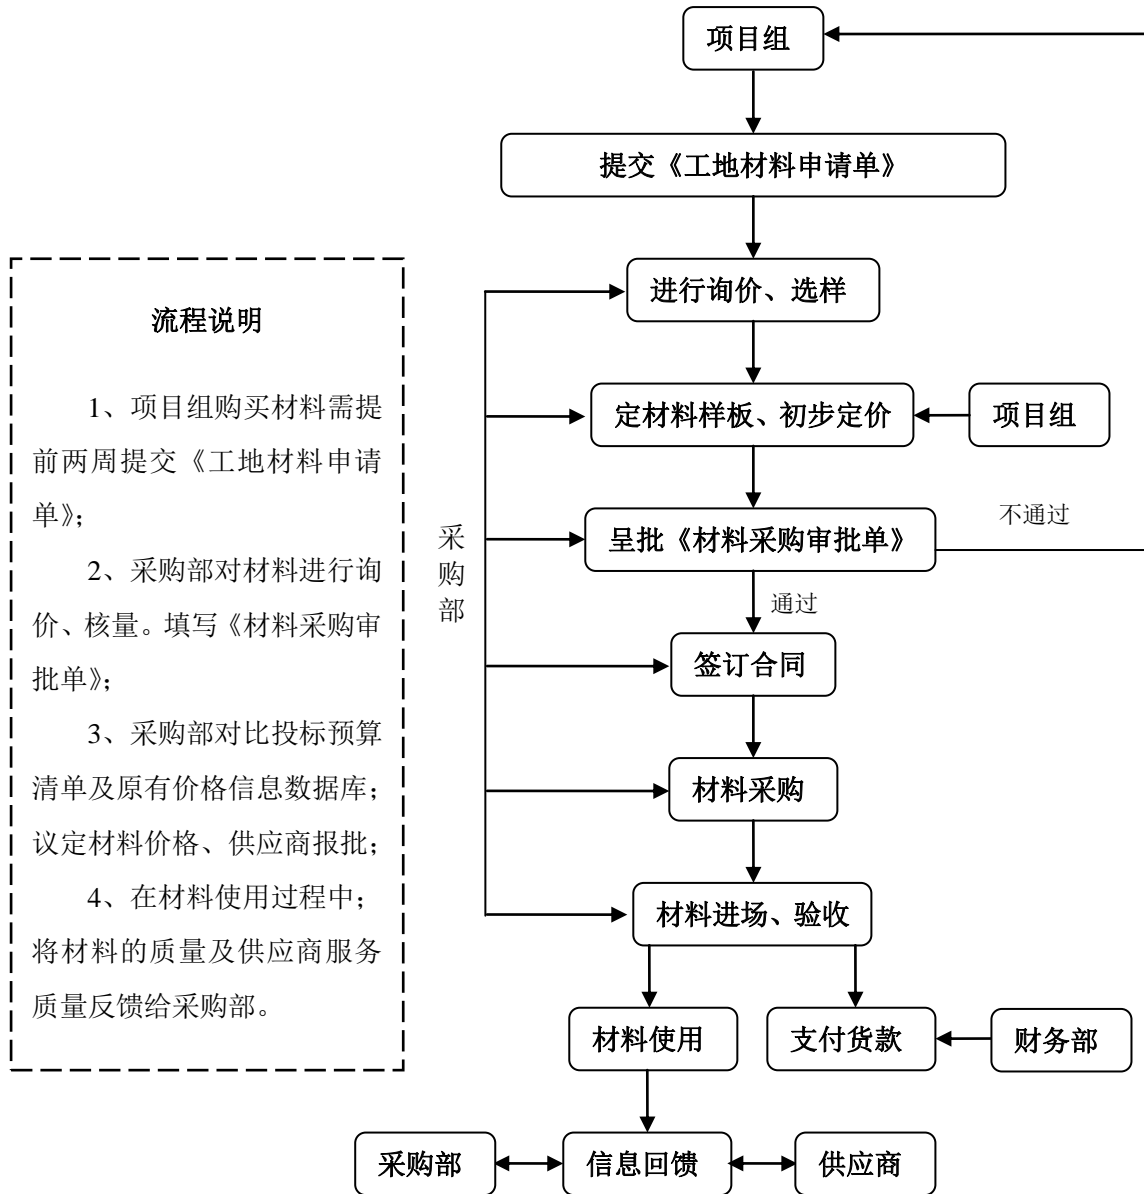 项目组
提交《工地材料申请单》
进行询价、选样
定材料样板、初步定价
项目组
呈批《材料采购审批单》
不通过
通过
签订合同
材料采购
材料进场、验收
材料使用
支付货款
财务部
采购部
信息回馈
供应商
采
购
部
流程说明
1、项目组购买材料需提
前两周提交《工地材料申请
单》；
2、采购部对材料进行询
价、核量。填写《材料采购审
批单》；
3、采购部对比投标预算
清单及原有价格信息数据库；
议定材料价格、供应商报批；
4、在材料使用过程中；
将材料的质量及供应商服务
质量反馈给采购部。